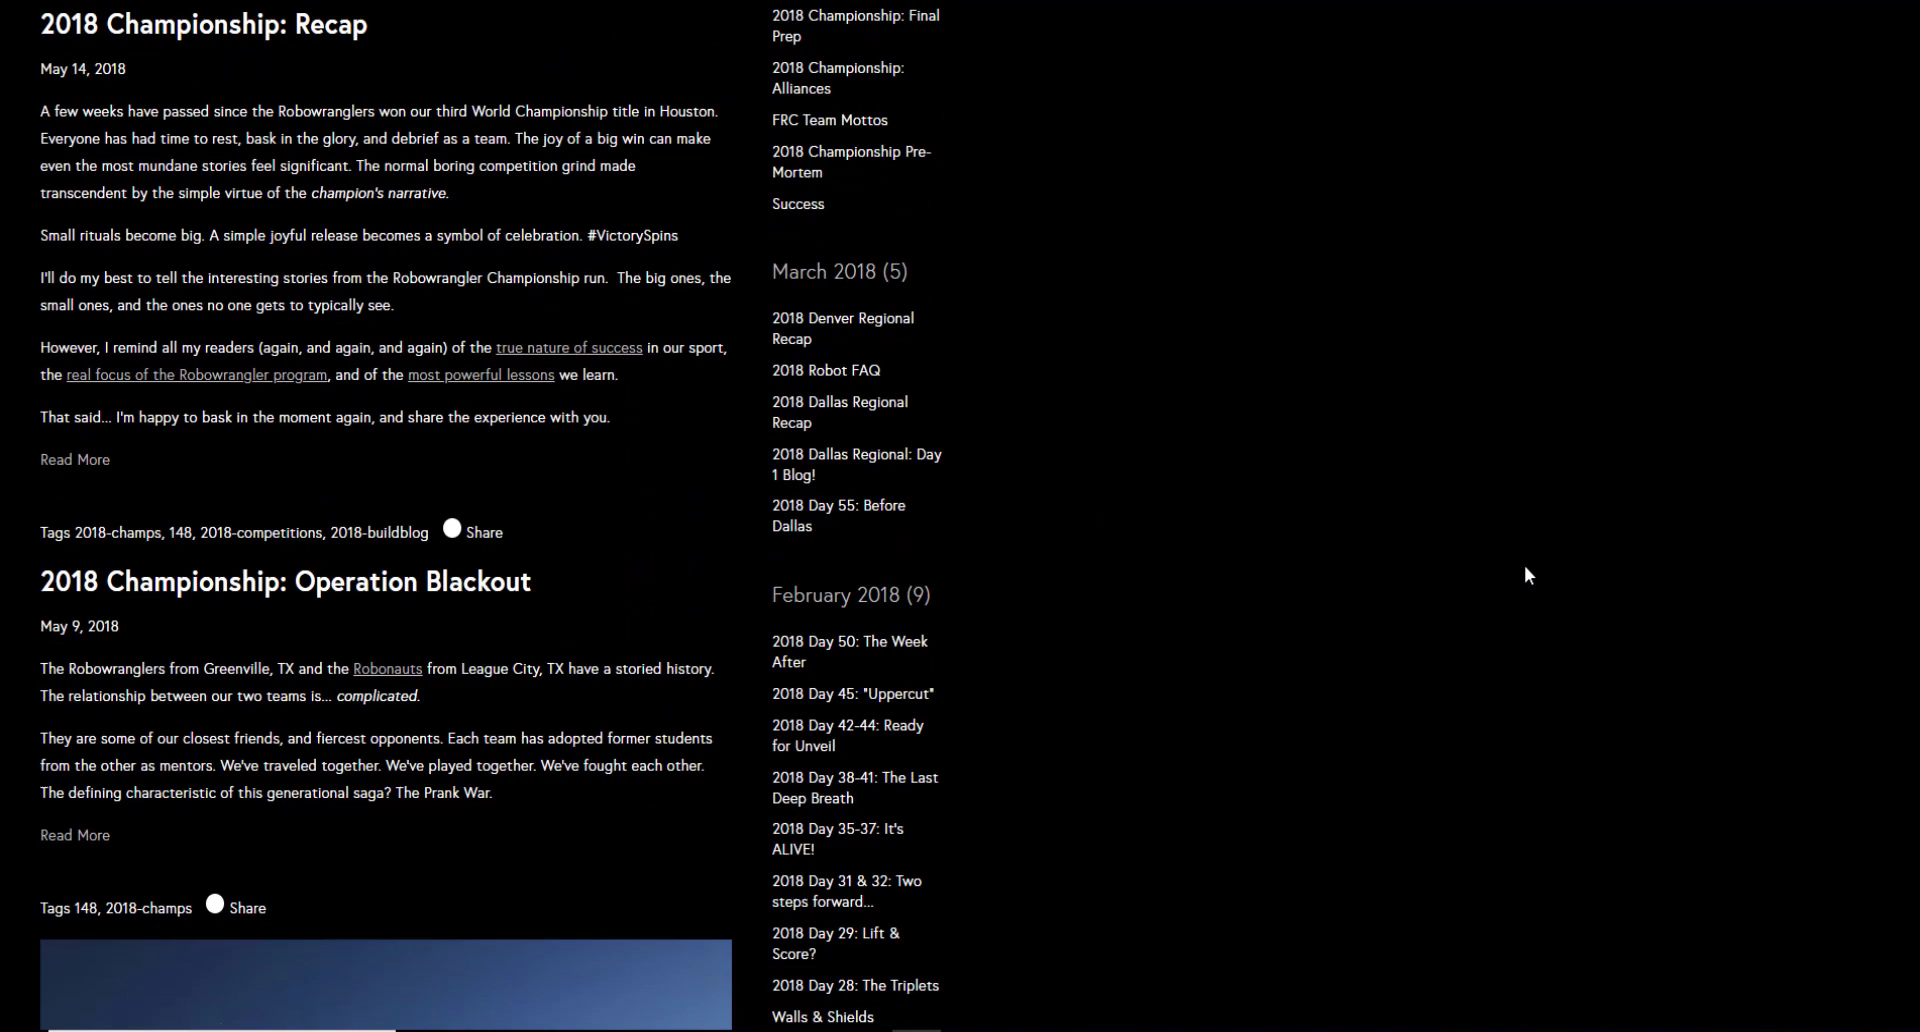 2018 Championship: Recap
May 14, 2018
A few weeks have passed since the Robowranglers won our third World Championship title in Houston.
Everyone has had time to rest, bask in the glory, and debrief as a team. The joy of a big win can make
even the most mundane stories feel significant. The normal boring competition grind made
transcendent by the simple virtue of the champion's narrative.
Small rituals become big. A simple joyful release becomes a symbol of celebration. #VictorySpins
I'll do my best to tell the interesting stories from the Robowrangler Championship run.  The big ones, the
small ones, and the ones no one gets to typically see.
However, I remind all my readers (again, and again, and again) of the true nature of success in our sport,
the real focus of the Robowrangler program, and of the most powerful lessons we learn.
That said... I'm happy to bask in the moment again, and share the experience with you.
Read More
Tags 2018-champs, 148, 2018-competitions, 2018-buildblog Share
2018 Championship: Operation Blackout
May 9, 2018
The Robowranglers from Greenville, TX and the Robonauts from League City, TX have a storied history.
The relationship between our two teams is... complicated.
They are some of our closest friends, and fiercest opponents. Each team has adopted former students
from the other as mentors. We've traveled together. We've played together. We've fought each other.
The defining characteristic of this generational saga? The Prank War.
Read More
Tags 148, 2018-champs Share
2018 Championship: Final
Prep
2018 Championship:
Alliances
FRC Team Mottos
2018 Championship Pre-
Mortem
Success
March 2018 (5)
2018 Denver Regional
Recap
2018 Robot FAQ
2018 Dallas Regional
Recap
2018 Dallas Regional: Day
1 Blog!
2018 Day 55: Before
Dallas
February 2018 (9)
2018 Day 50: The Week
After
2018 Day 45: "Uppercut"
2018 Day 42-44: Ready
for Unveil
2018 Day 38-41: The Last
Deep Breath
2018 Day 35-37: It's
ALIVE!
2018 Day 31 & 32: Two
steps forward...
2018 Day 29: Lift &
Score?
2018 Day 28: The Triplets
Walls & Shields